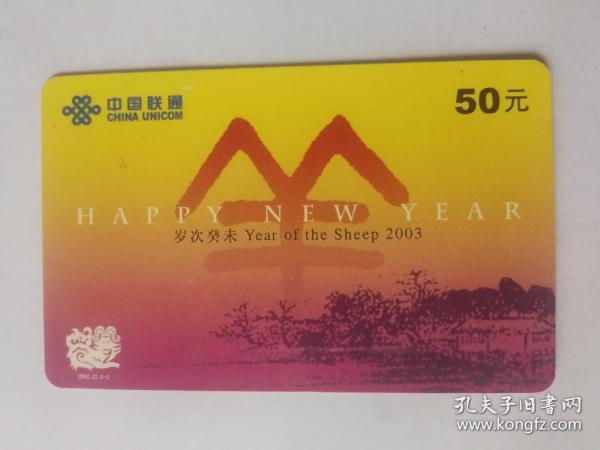 中国联通
CHINA UNICOM
50元
HAPPY NEW YEAR
岁次癸未 Year of the Sheep 2003
孔夫子旧书网
www.kongfz.com